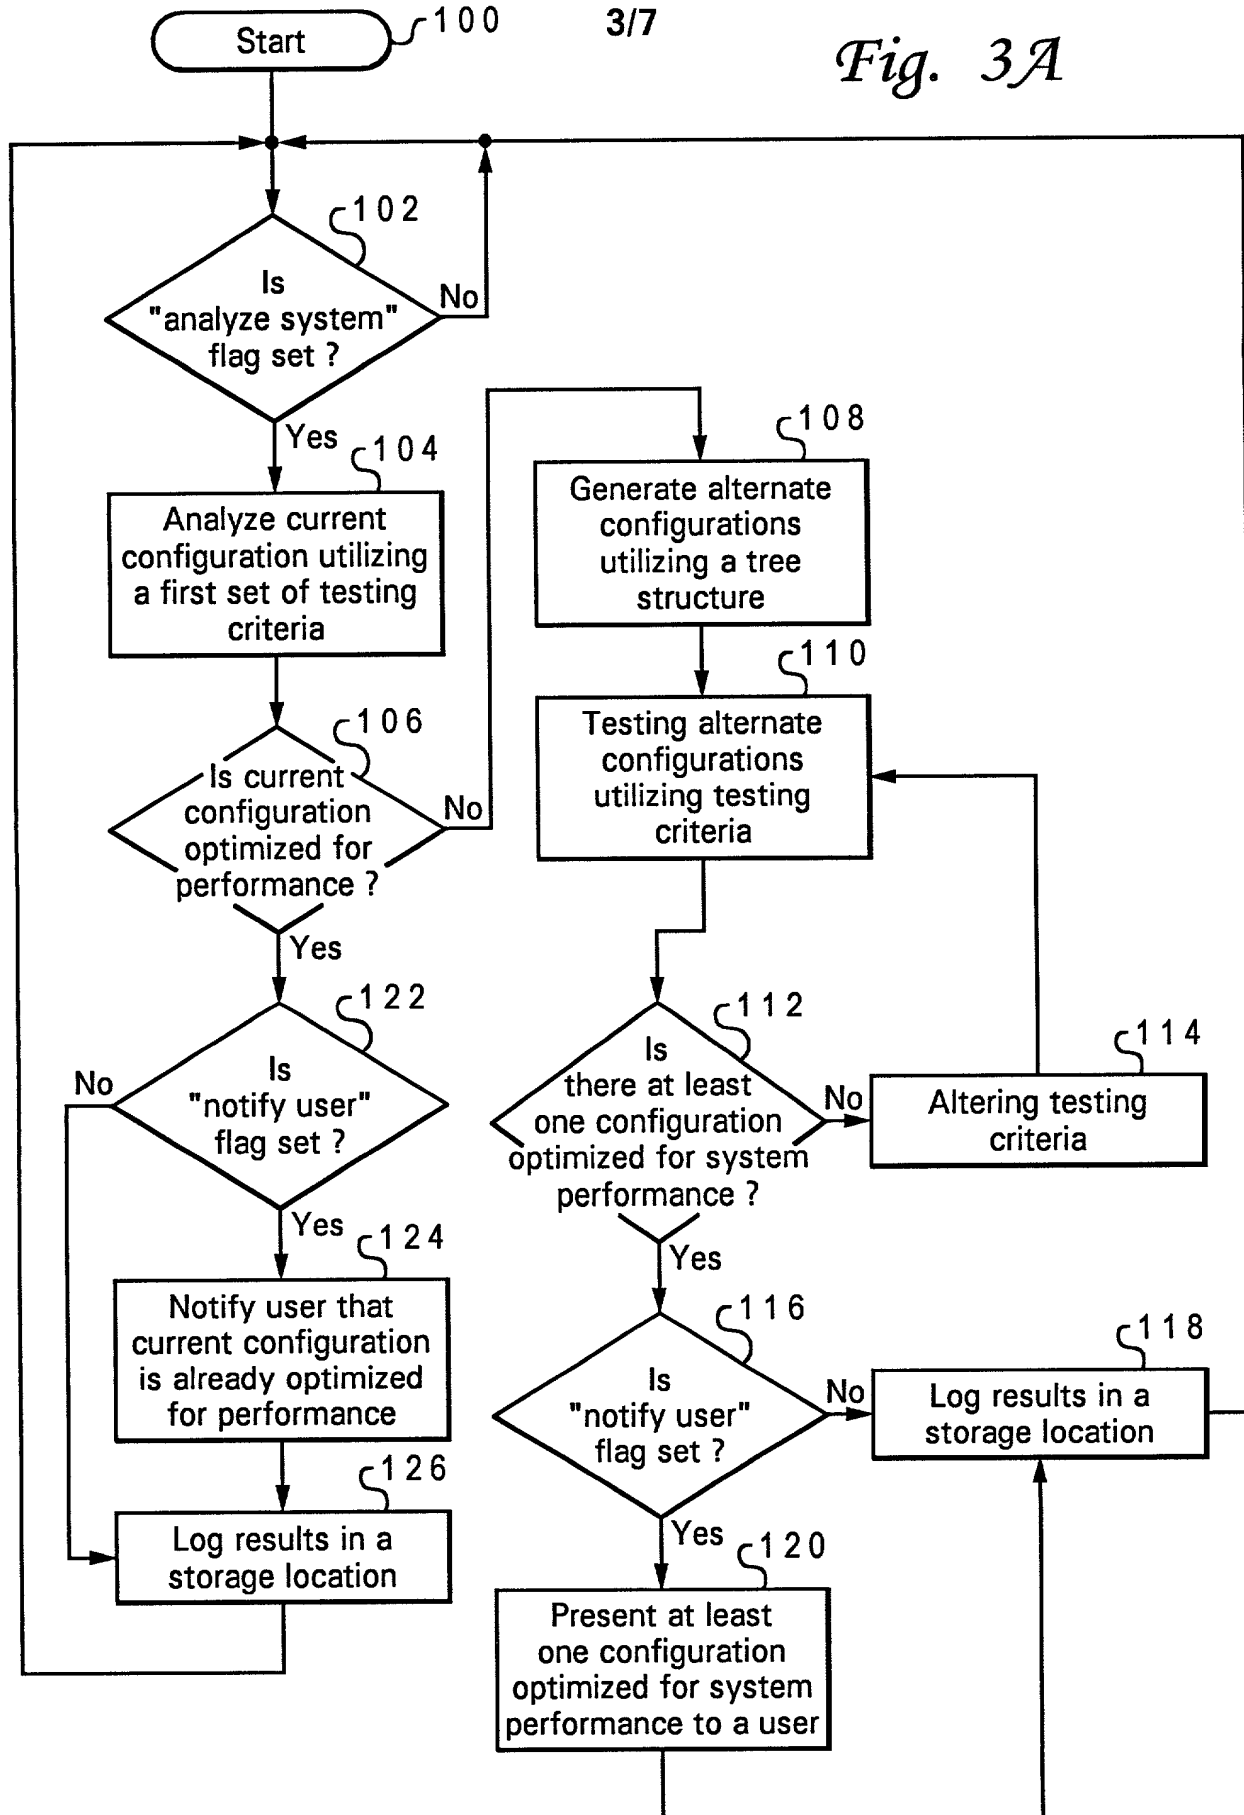 Start
100
3/7
Fig. 3A
102
Is
"analyze system"
flag set ?
No
Yes
104
Analyze current
configuration utilizing
a first set of testing
criteria
106
Is current
configuration
optimized for
performance ?
No
Yes
122
Is
"notify user"
flag set ?
No
Yes
124
Notify user that
current configuration
is already optimized
for performance
126
Log results in a
storage location
108
Generate alternate
configurations
utilizing a tree
structure
110
Testing alternate
configurations
utilizing testing
criteria
112
Is
there at least
one configuration
optimized for system
performance ?
No
Yes
114
Altering testing
criteria
116
Is
"notify user"
flag set ?
No
Yes
118
Log results in a
storage location
120
Present at least
one configuration
optimized for system
performance to a user